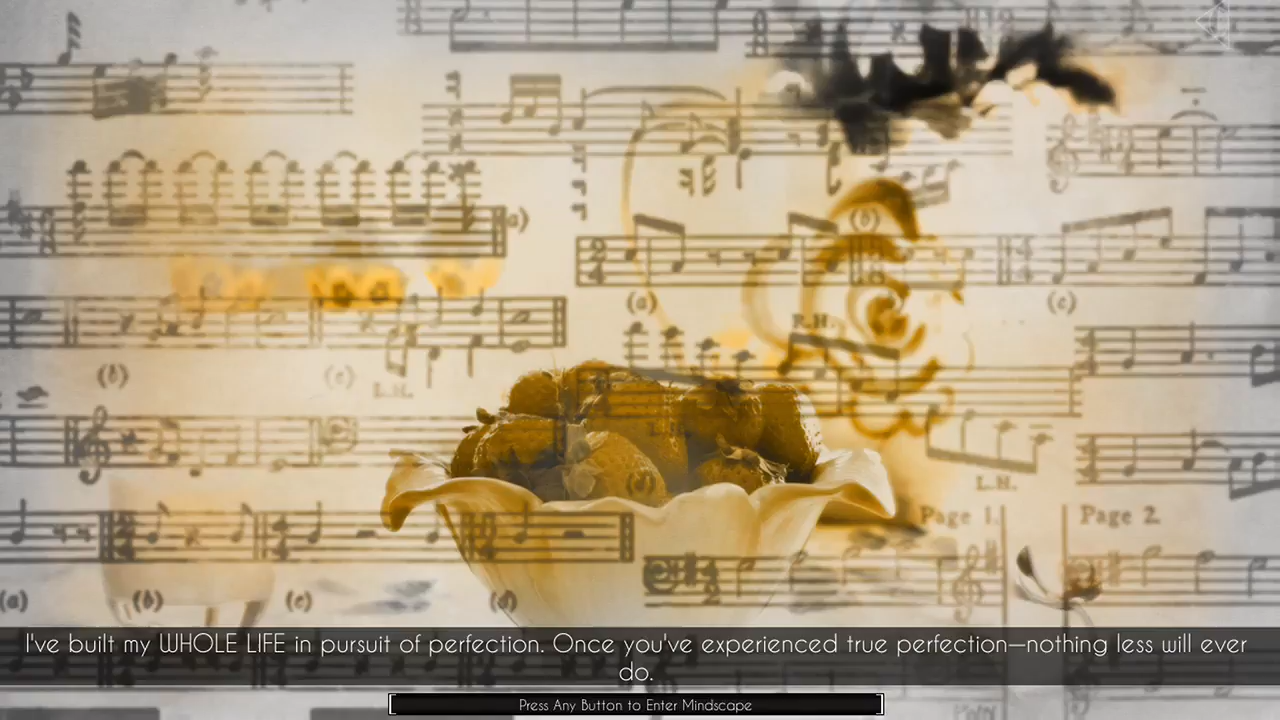 (a)
(b)
(a)
(c)
R.H.
(b)
(c)
L.H.
L.H.
Page 1.
Page 2.
(a)
(b)
(c)
(d)
I've built my WHOLE LIFE in pursuit of perfection. Once you've experienced true perfection—nothing less will ever
do.
Press Any Button to Enter Mindscape